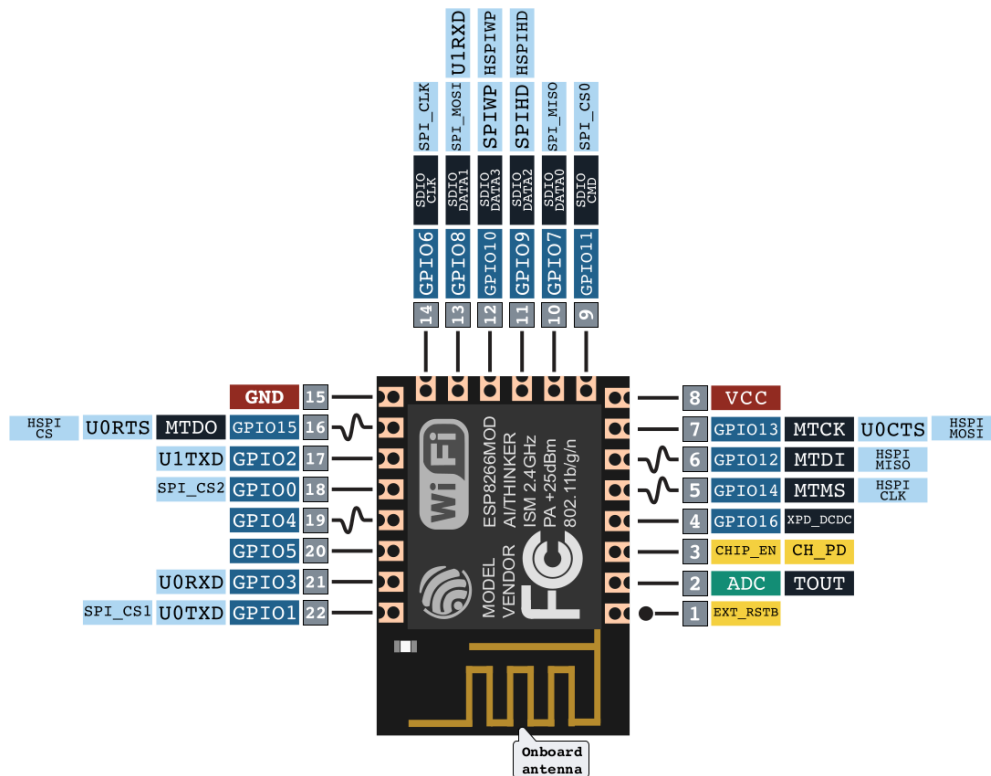 SPI_CLK
SDIO CLK
GPIO6
14
U1RXD
SPI_MOSI
SDIO DATA1
GPIO8
13
HSPIWP
SPIWP
SDIO DATA3
GPIO10
12
HSPIHD
SPIHD
SDIO DATA2
GPIO9
11
SPI_MISO
SDIO DATA0
GPIO7
10
SPI_CS0
SDIO CMD
GPIO11
9
GND 15
HSPI CS U0RTS MTDO GPIO15 16
U1TXD GPIO2 17
SPI_CS2 GPIO0 18
GPIO4 19
GPIO5 20
U0RXD GPIO3 21
SPI_CS1 U0TXD GPIO1 22
WiFi
ESP8266MOD
AI/THINKER
ISM 2.4GHz
PA +25dBm
802.11b/g/n
MODEL
VENDOR
FC
8 VCC
7 GPIO13 MTCK U0CTS HSPI MOSI
6 GPIO12 MTDI HSPI MISO
5 GPIO14 MTMS HSPI CLK
4 GPIO16 XPD_DCDC
3 CHIP_EN CH_PD
2 ADC TOUT
1 EXT_RSTB
Onboard
antenna